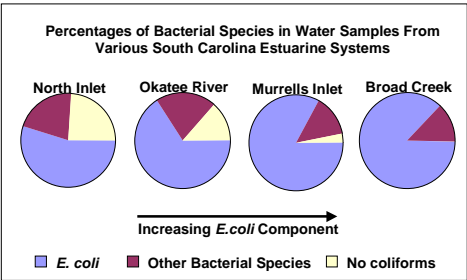 Percentages of Bacterial Species in Water Samples From
Various South Carolina Estuarine Systems
North Inlet Okatee River Murrells Inlet Broad Creek
Increasing E.coli Component
E. coli Other Bacterial Species No coliforms